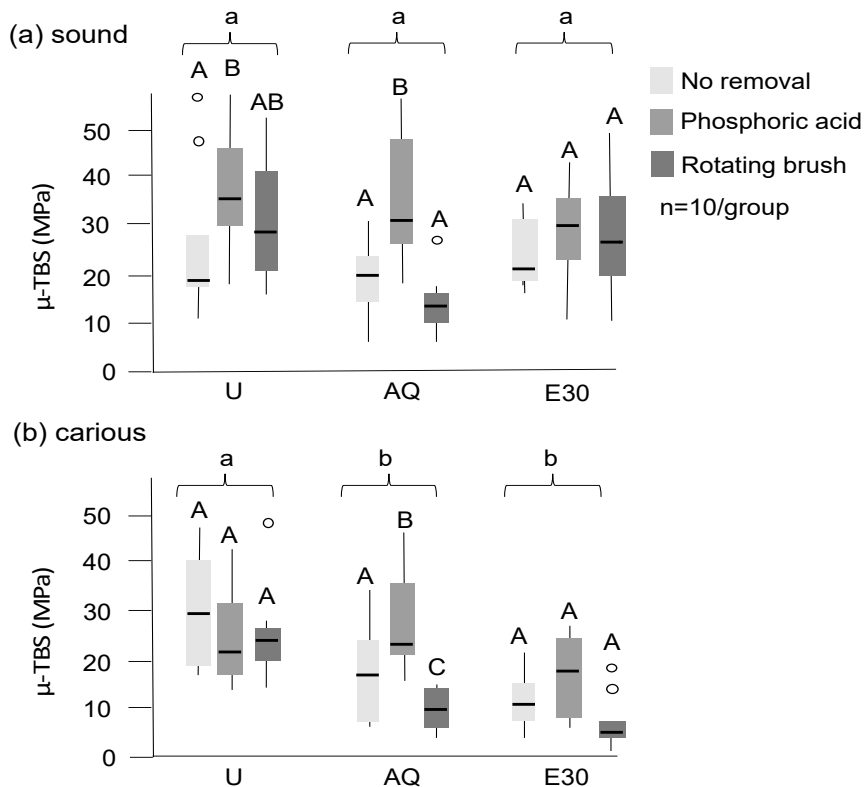 (a) sound
a a a
A B AB A B A A A A
No removal
Phosphoric acid
Rotating brush
n=10/group
μ-TBS (MPa)
50
40
30
20
10
0
U AQ E30
(b) carious
a b b
A A A A B C A A A
μ-TBS (MPa)
50
40
30
20
10
0
U AQ E30